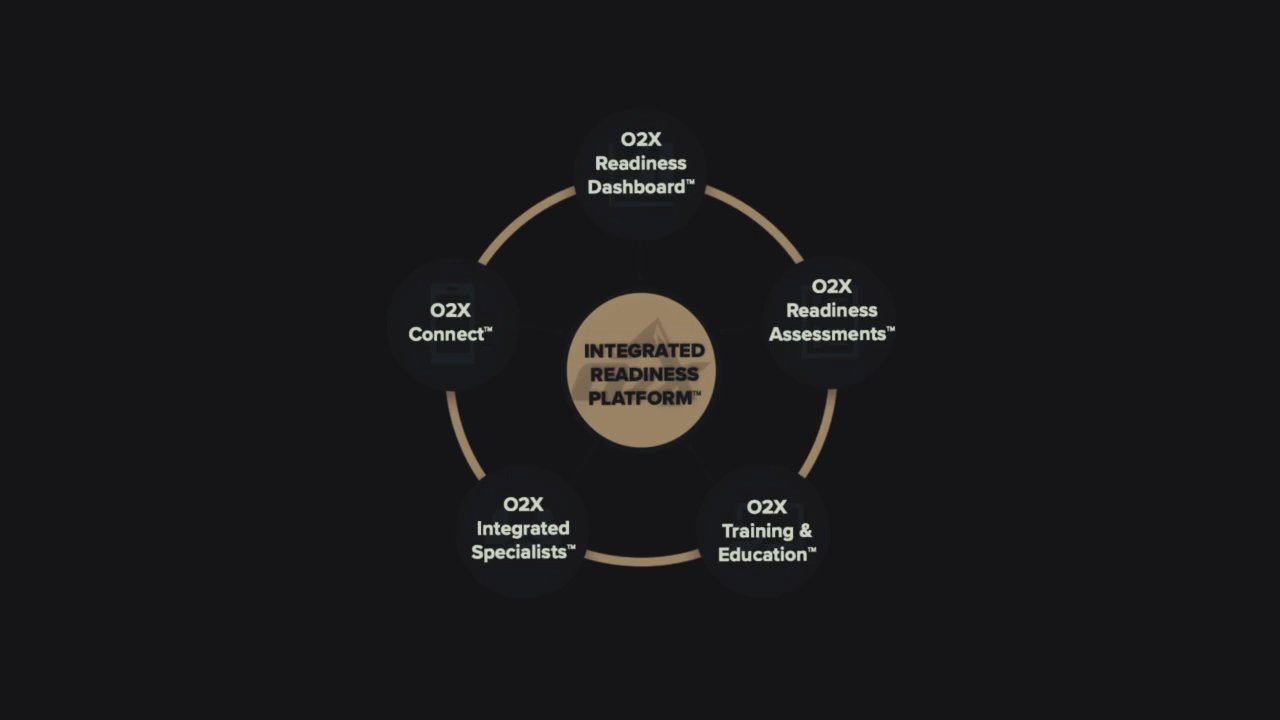 O2X
Readiness
Dashboard™
O2X
Connect™
O2X
Readiness
Assessments™
INTEGRATED
READINESS
PLATFORM™
O2X
Integrated
Specialists™
O2X
Training &
Education™